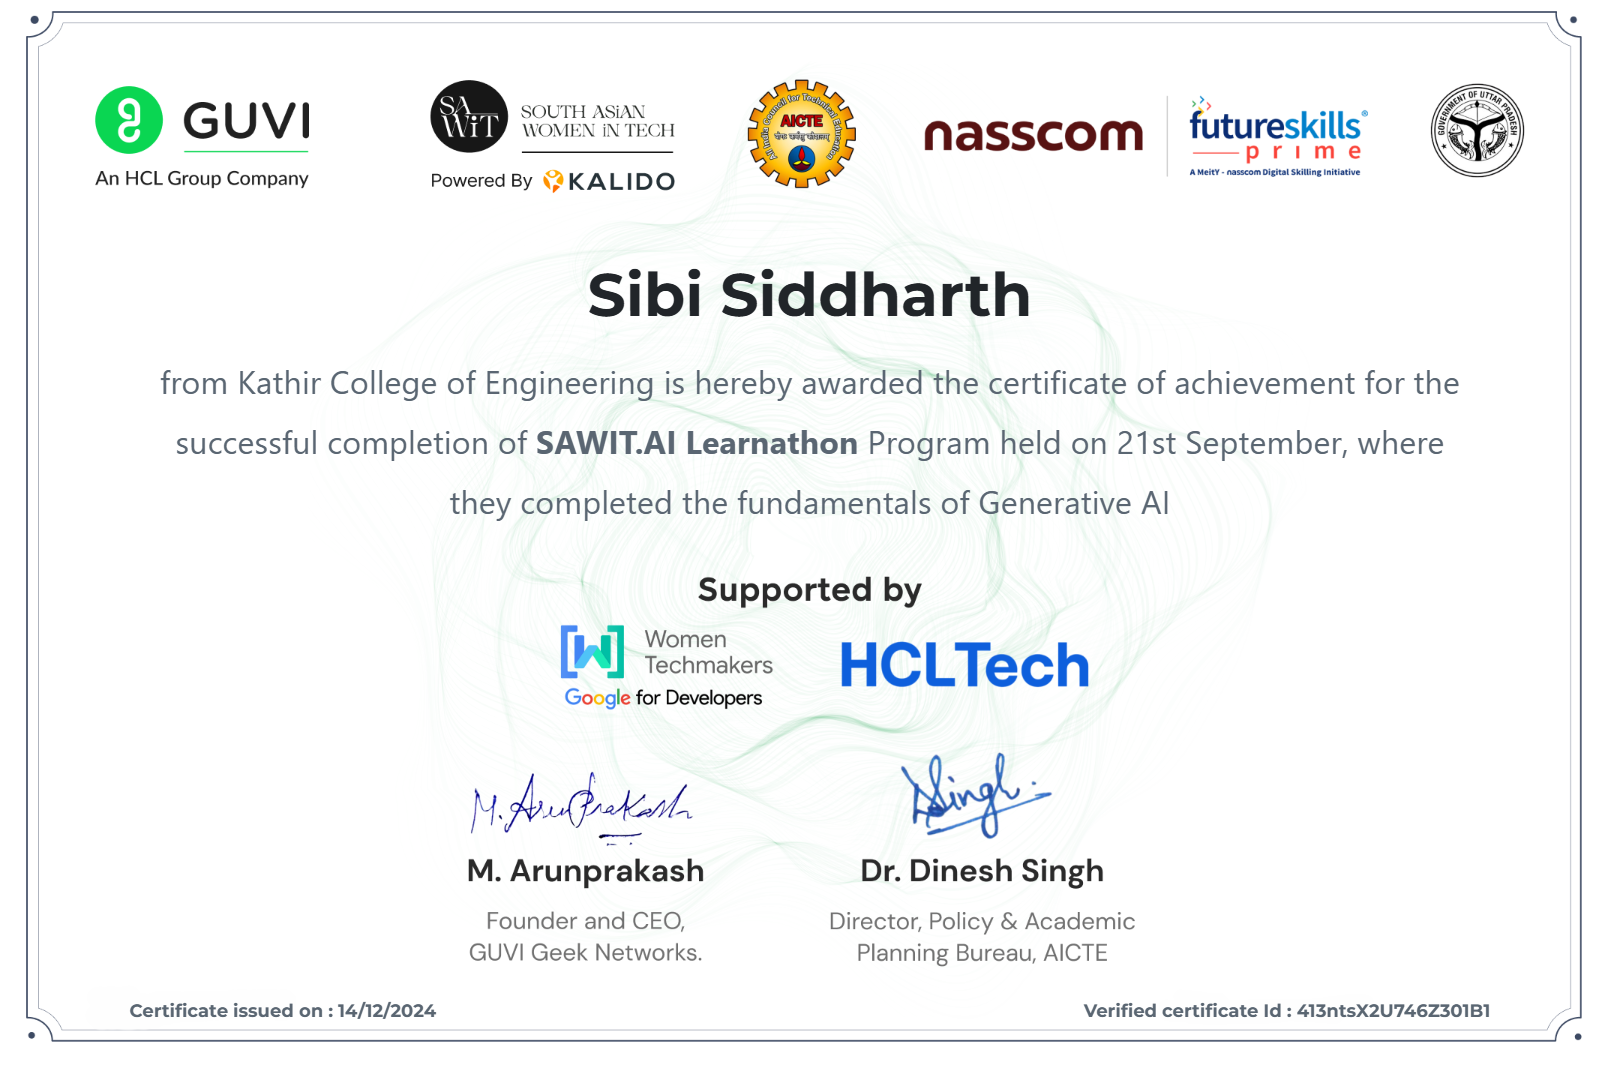 GUVI
An HCL Group Company
SAWiT
SOUTH ASiAN
WOMEN iN TECH
Powered By KALIDO
All India Council for Technical Education
AICTE
nasscom
futureskills®
prime
A MeitY - nasscom Digital Skilling Initiative
GOVERNMENT OF UTTAR PRADESH
Sibi Siddharth
from Kathir College of Engineering is hereby awarded the certificate of achievement for the
successful completion of SAWIT.AI Learnathon Program held on 21st September, where
they completed the fundamentals of Generative AI
Supported by
Women
Techmakers
Google for Developers
HCLTech
M. ArunPrakash
DSingh
M. Arunprakash
Dr. Dinesh Singh
Founder and CEO,
GUVI Geek Networks.
Director, Policy & Academic
Planning Bureau, AICTE
Certificate issued on : 14/12/2024
Verified certificate Id : 413ntsX2U746Z301B1